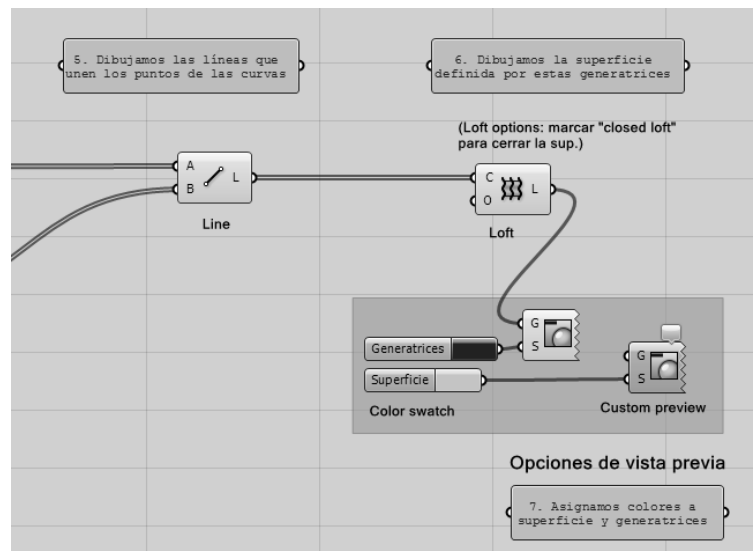 5. Dibujamos las líneas que
unen los puntos de las curvas
6. Dibujamos la superficie
definida por estas generatrices
(Loft options: marcar "closed loft"
para cerrar la sup.)
A
B
L
Line
C
O
L
Loft
G
S
Generatrices
Superficie
G
S
Color swatch
Custom preview
Opciones de vista previa
7. Asignamos colores a
superficie y generatrices